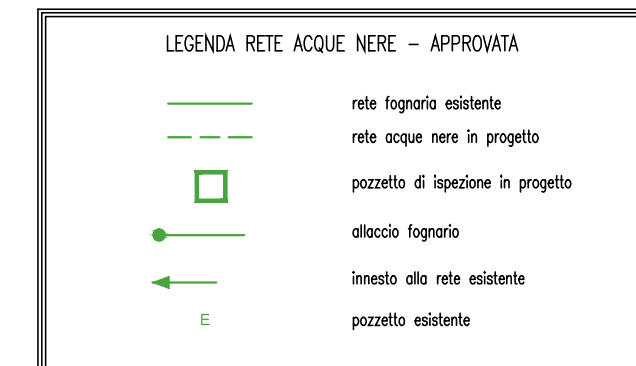 LEGENDA RETE ACQUE NERE – APPROVATA
rete fognaria esistente
rete acque nere in progetto
pozzetto di ispezione in progetto
allaccio fognario
innesto alla rete esistente
E pozzetto esistente